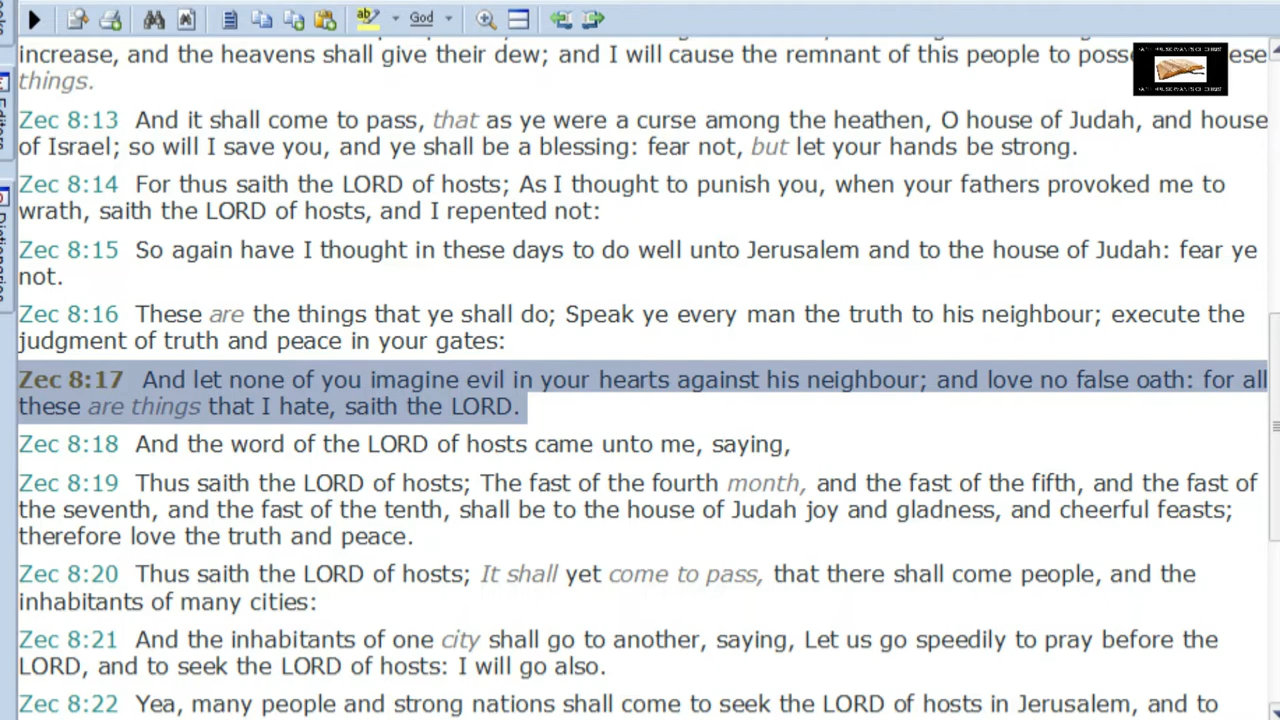 God
increase, and the heavens shall give their dew; and I will cause the remnant of this people to ese
things.
Zec 8:13 And it shall come to pass, that as ye were a curse among the heathen, O house of Judah, and house
of Israel; so will I save you, and ye shall be a blessing: fear not, but let your hands be strong.
Zec 8:14 For thus saith the LORD of hosts; As I thought to punish you, when your fathers provoked me to
wrath, saith the LORD of hosts, and I repented not:
Zec 8:15 So again have I thought in these days to do well unto Jerusalem and to the house of Judah: fear ye
not.
Zec 8:16 These are the things that ye shall do; Speak ye every man the truth to his neighbour; execute the
judgment of truth and peace in your gates:
Zec 8:17 And let none of you imagine evil in your hearts against his neighbour; and love no false oath: for all
these are things that I hate, saith the LORD.
Zec 8:18 And the word of the LORD of hosts came unto me, saying,
Zec 8:19 Thus saith the LORD of hosts; The fast of the fourth month, and the fast of the fifth, and the fast of
the seventh, and the fast of the tenth, shall be to the house of Judah joy and gladness, and cheerful feasts;
therefore love the truth and peace.
Zec 8:20 Thus saith the LORD of hosts; It shall yet come to pass, that there shall come people, and the
inhabitants of many cities:
Zec 8:21 And the inhabitants of one city shall go to another, saying, Let us go speedily to pray before the
LORD, and to seek the LORD of hosts: I will go also.
Zec 8:22 Yea, many people and strong nations shall come to seek the LORD of hosts in Jerusalem, and to
Editors